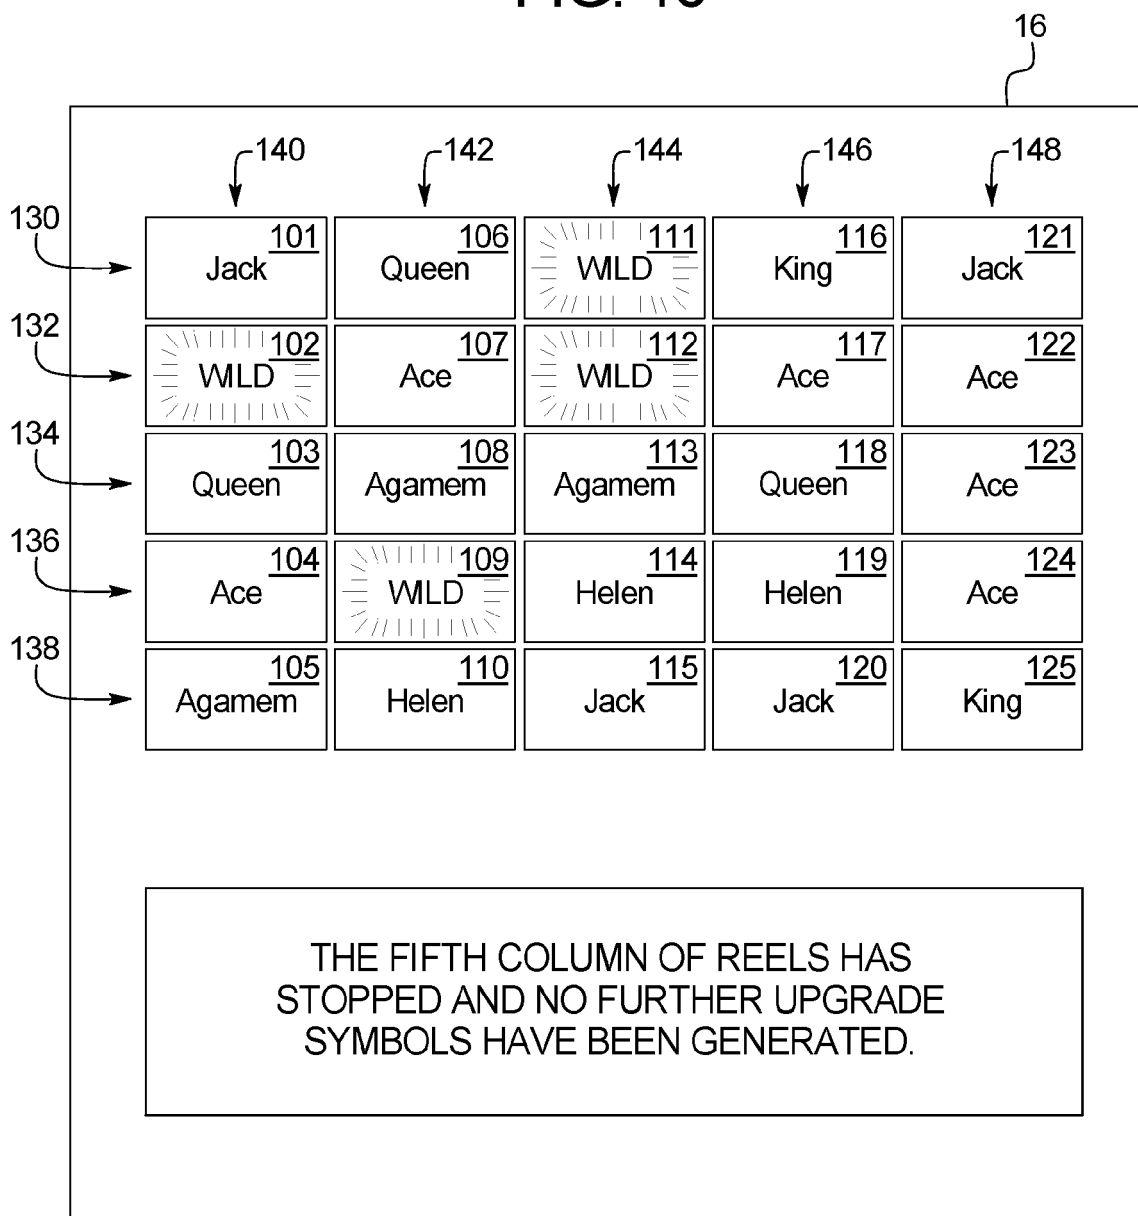 16
140 142 144 146 148
130
101 106 111 116 121
Jack Queen WILD King Jack
132
102 107 112 117 122
WILD Ace WILD Ace Ace
134
103 108 113 118 123
Queen Agamem Agamem Queen Ace
136
104 109 114 119 124
Ace WILD Helen Helen Ace
138
105 110 115 120 125
Agamem Helen Jack Jack King
THE FIFTH COLUMN OF REELS HAS
STOPPED AND NO FURTHER UPGRADE
SYMBOLS HAVE BEEN GENERATED.